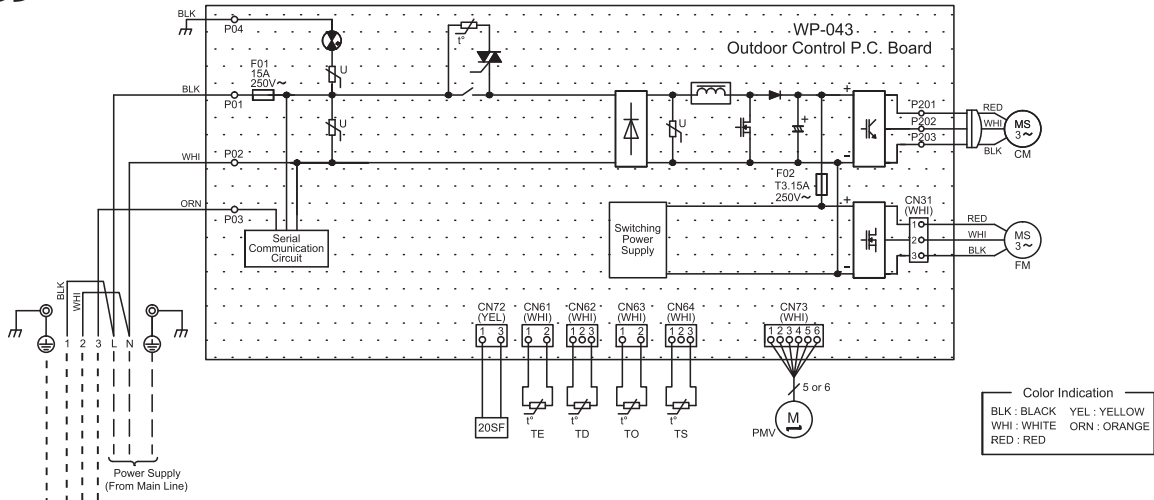 WP-043
Outdoor Control P.C. Board
BLK
P04
F01
15A
250V~
U
t°
BLK
P01
U
U
+
P201
RED
P202
WHI
P203
BLK
MS
3~
CM
WHI
P02
-
F02
T3.15A
250V~
ORN
P03
Serial
Communication
Circuit
Switching
Power
Supply
+
-
CN31
(WHI)
1
2
3
RED
WHI
BLK
MS
3~
FM
BLK
WHI
1 2 3 L N
CN72
(YEL)
1 3
CN61
(WHI)
1 2
CN62
(WHI)
1 2 3
CN63
(WHI)
1 2
CN64
(WHI)
1 2 3
CN73
(WHI)
1 2 3 4 5 6
20SF
t°
TE
t°
TD
t°
TO
t°
TS
5 or 6
M
PMV
Power Supply
(From Main Line)
Color Indication
BLK : BLACK YEL : YELLOW
WHI : WHITE ORN : ORANGE
RED : RED